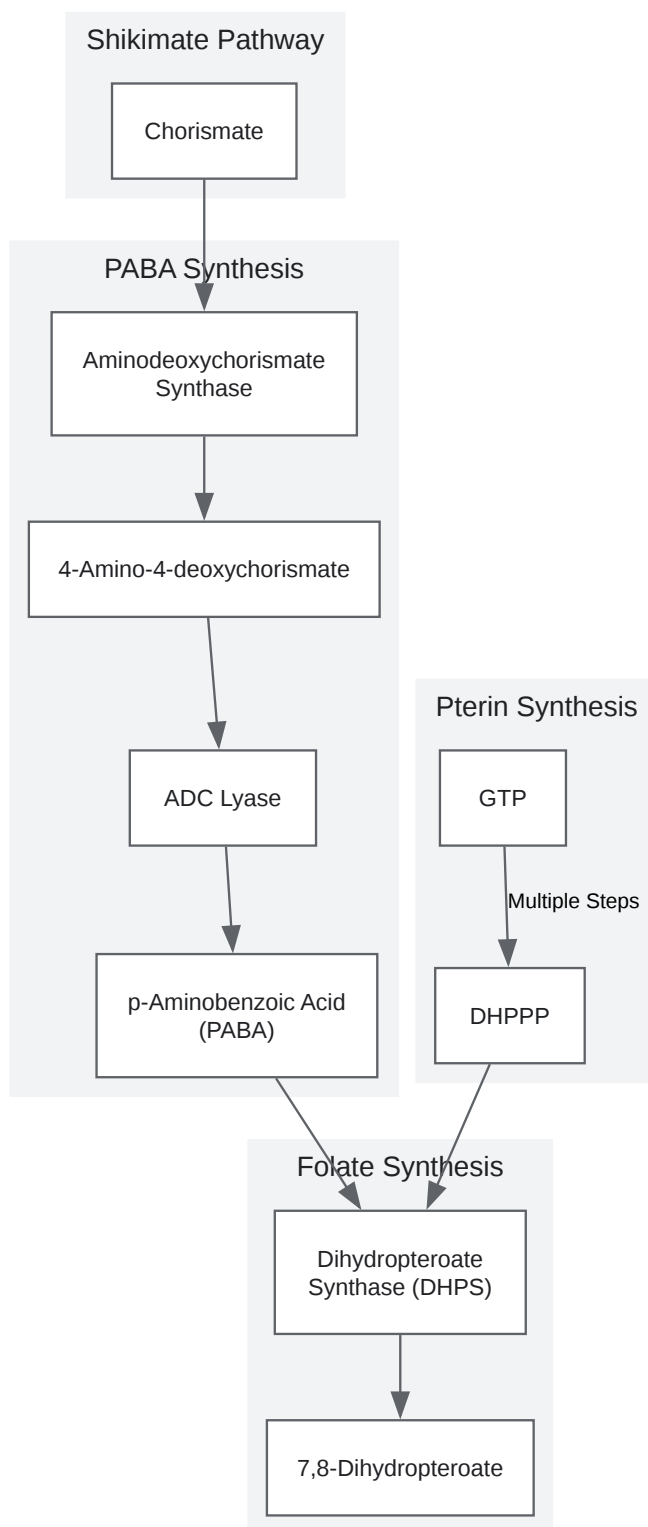 Shikimate Pathway
Chorismate
PABA Synthesis
Aminodeoxychorismate
Synthase
4-Amino-4-deoxychorismate
ADC Lyase
p-Aminobenzoic Acid
(PABA)
Pterin Synthesis
GTP
Multiple Steps
DHPPP
Folate Synthesis
Dihydropteroate
Synthase (DHPS)
7,8-Dihydropteroate